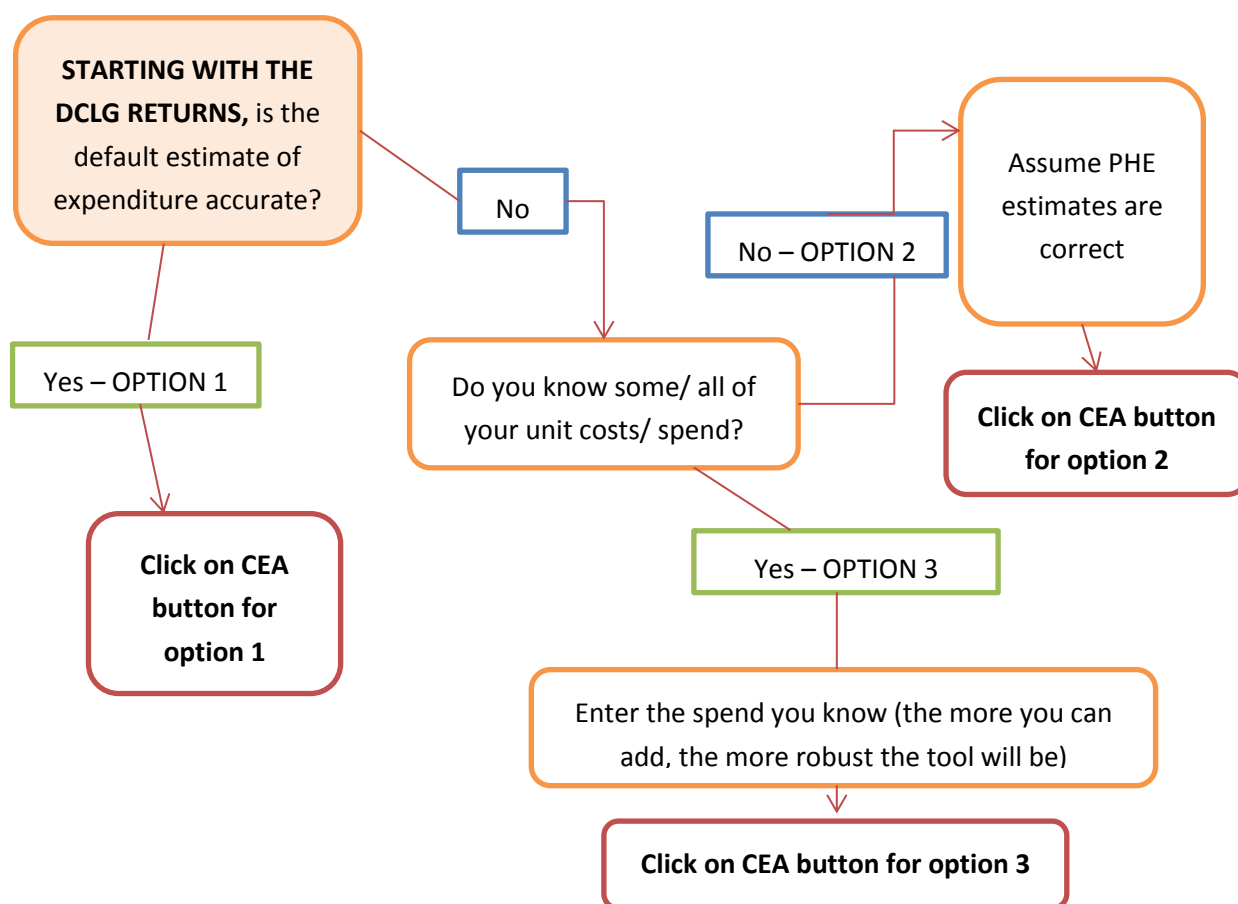 STARTING WITH THE
DCLG RETURNS, is the
default estimate of
expenditure accurate?
No
No – OPTION 2
Assume PHE
estimates are
correct
Yes – OPTION 1
Do you know some/ all of
your unit costs/ spend?
Click on CEA button
for option 2
Click on CEA
button for
option 1
Yes – OPTION 3
Enter the spend you know (the more you can
add, the more robust the tool will be)
Click on CEA button for option 3